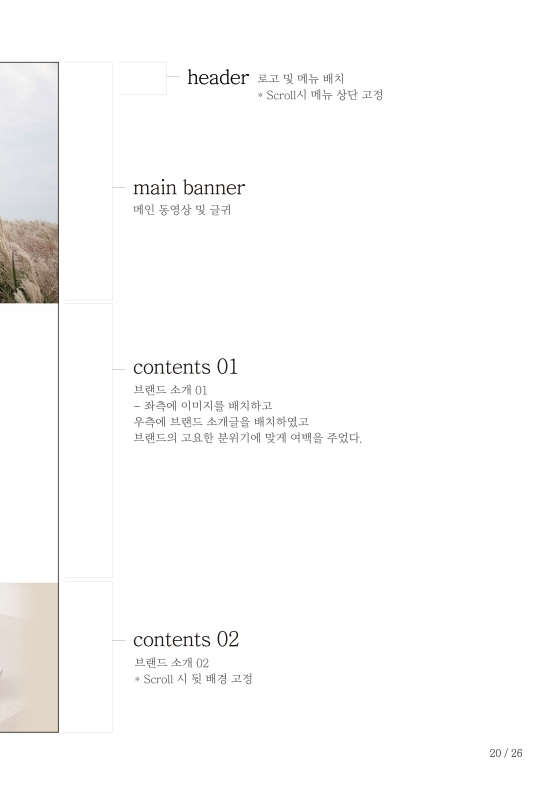 header 로고 및 메뉴 배치
* Scroll시 메뉴 상단 고정
main banner
메인 동영상 및 글귀
contents 01
브랜드 소개 01
– 좌측에 이미지를 배치하고
우측에 브랜드 소개글을 배치하였고
브랜드의 고요한 분위기에 맞게 여백을 주었다.
contents 02
브랜드 소개 02
* Scroll 시 뒷 배경 고정
20 / 26